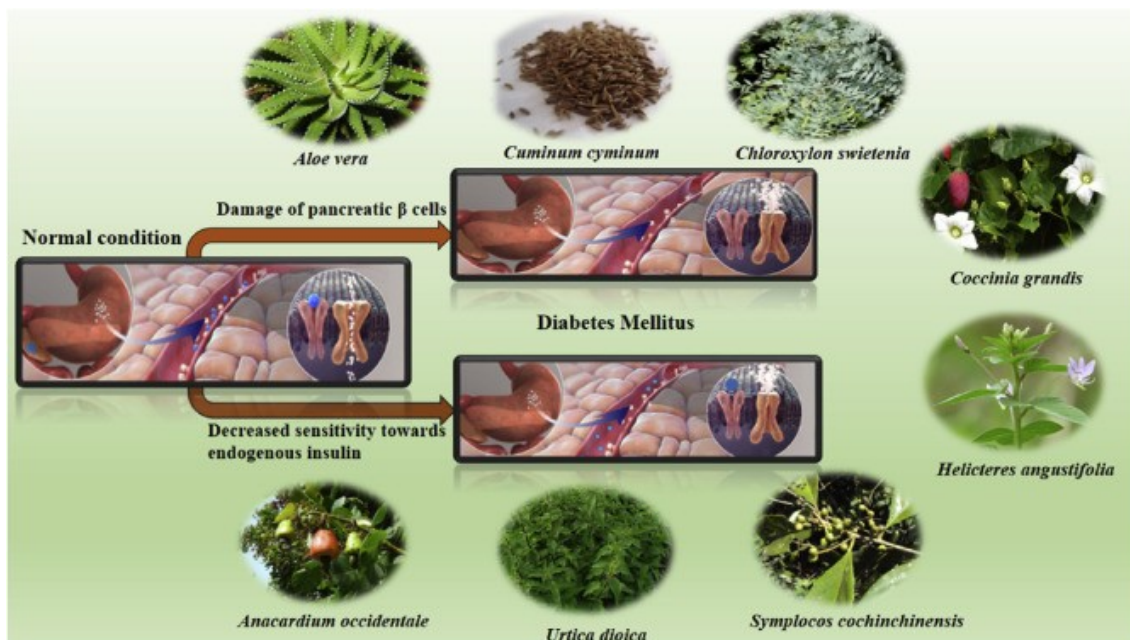 Aloe vera
Cuminum cyminum
Chloroxylon swietenia
Damage of pancreatic β cells
Normal condition
Coccinia grandis
Diabetes Mellitus
Decreased sensitivity towards
endogenous insulin
Helicteres angustifolia
Anacardium occidentale
Urtica dioica
Symplocos cochinchinensis